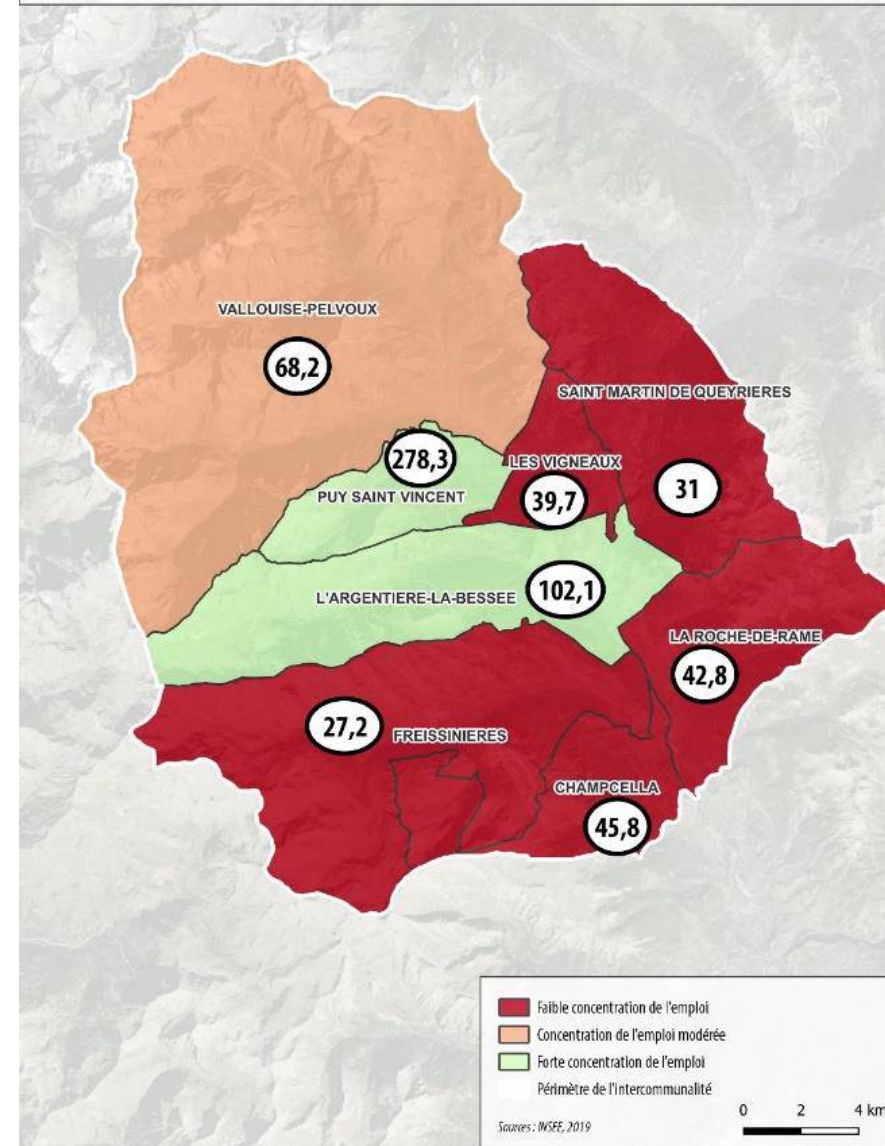 VALLOUISE-PELVOUX
68,2
SAINT MARTIN DE QUEYRIERES
278,3
LES VIGNEAUX
PUY SAINT VINCENT
39,7
31
L'ARGENTIERE-LA-BESSEE
102,1
LA ROCHE-DE-RAME
42,8
27,2
FREISSINIERES
CHAMPCELLA
45,8
Faible concentration de l'emploi
Concentration de l'emploi modérée
Forte concentration de l'emploi
Périmètre de l'intercommunalité
Sources : INSEE, 2019
0 2 4 km